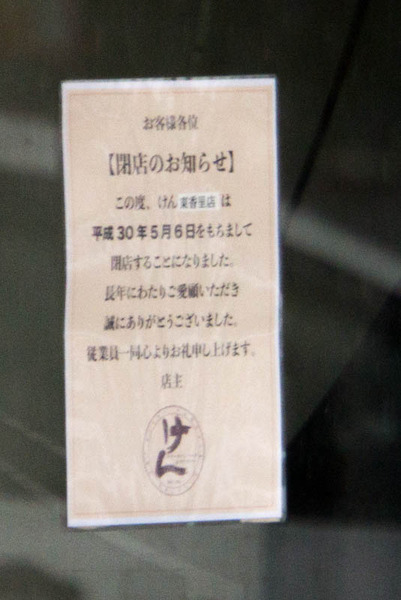 お客様各位
【閉店のお知らせ】
この度、けん東香里店は
平成30年5月6日をもちまして
閉店することになりました。
長年にわたりご愛顧いただき
誠にありがとうございました。
従業員一同心よりお礼申し上げます。
店主
けん